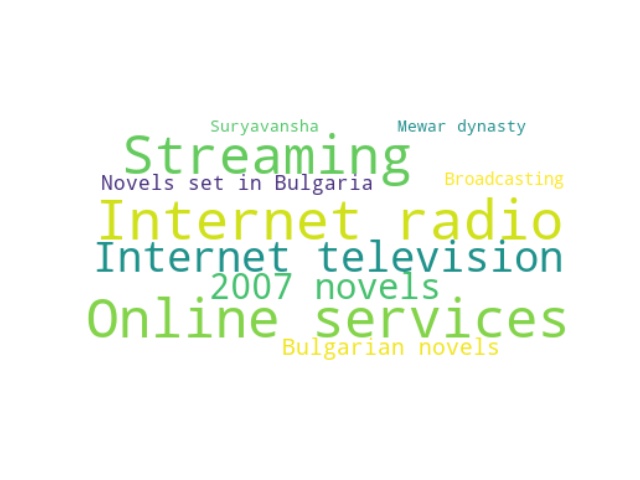 Suryavansha
Mewar dynasty
Streaming
Novels set in Bulgaria
Broadcasting
Internet radio
Internet television
2007 novels
Online services
Bulgarian novels